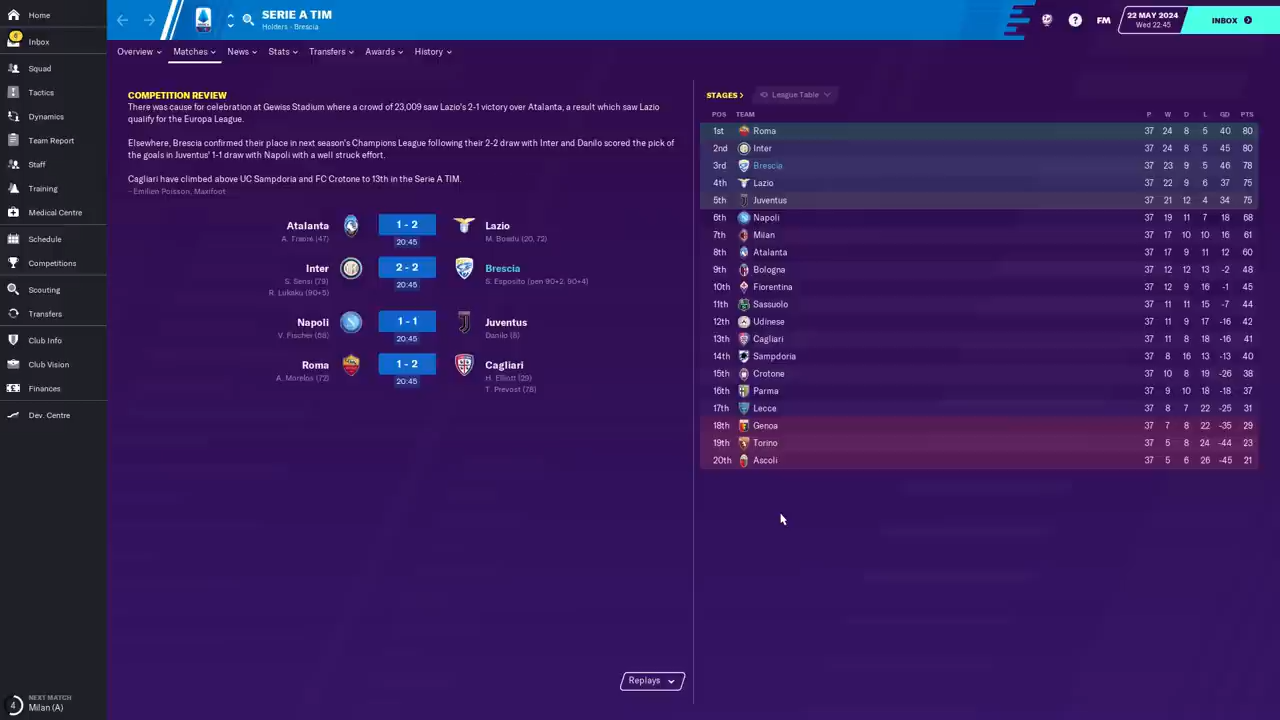 Home
SERIE A TIM
Holders - Brescia
FM
22 MAY 2024
Wed 22:45
INBOX
Inbox
Overview
Matches
News
Stats
Transfers
Awards
History
Squad
Tactics
Dynamics
Team Report
Staff
Training
Medical Centre
Schedule
Competitions
Scouting
Transfers
Club Info
Club Vision
Finances
Dev. Centre
4
NEXT MATCH
Milan (A)
COMPETITION REVIEW
There was cause for celebration at Gewiss Stadium where a crowd of 23,009 saw Lazio's 2-1 victory over Atalanta, a result which saw Lazio
qualify for the Europa League.
Elsewhere, Brescia confirmed their place in next season's Champions League following their 2-2 draw with Inter and Danilo scored the pick of
the goals in Juventus' 1-1 draw with Napoli with a well struck effort.
Cagliari have climbed above UC Sampdoria and FC Crotone to 13th in the Serie A TIM.
- Emilien Poisson, Maxifoot
Atalanta 1 - 2 Lazio
20:45
Inter 2 - 2 Brescia
S. Sensi (79) 20:45 S. Esposito (pen 90+2, 90+4)
R. Lukaku (90+5)
Napoli 1 - 1 Juventus
V. Fischer (68) 20:45 Danilo (8)
Roma 1 - 2 Cagliari
A. Morelos (72) 20:45 H. Elliott (29)
T. Prevost (78)
Replays
STAGES
League Table
POS TEAM P W D L GD PTS
1st Roma 37 24 8 5 40 80
2nd Inter 37 24 8 5 45 80
3rd Brescia 37 23 9 5 46 78
4th Lazio 37 22 9 6 37 75
5th Juventus 37 21 12 4 34 75
6th Napoli 37 19 11 7 18 68
7th Milan 37 17 10 10 16 61
8th Atalanta 37 17 9 11 12 60
9th Bologna 37 12 12 13 -2 48
10th Fiorentina 37 12 9 16 -1 45
11th Sassuolo 37 11 11 15 -7 44
12th Udinese 37 11 9 17 -16 42
13th Cagliari 37 11 8 18 -16 41
14th Sampdoria 37 8 16 13 -13 40
15th Crotone 37 10 8 19 -26 38
16th Parma 37 9 10 18 -18 37
17th Lecce 37 8 7 22 -25 31
18th Genoa 37 7 8 22 -35 29
19th Torino 37 5 8 24 -44 23
20th Ascoli 37 5 6 26 -45 21